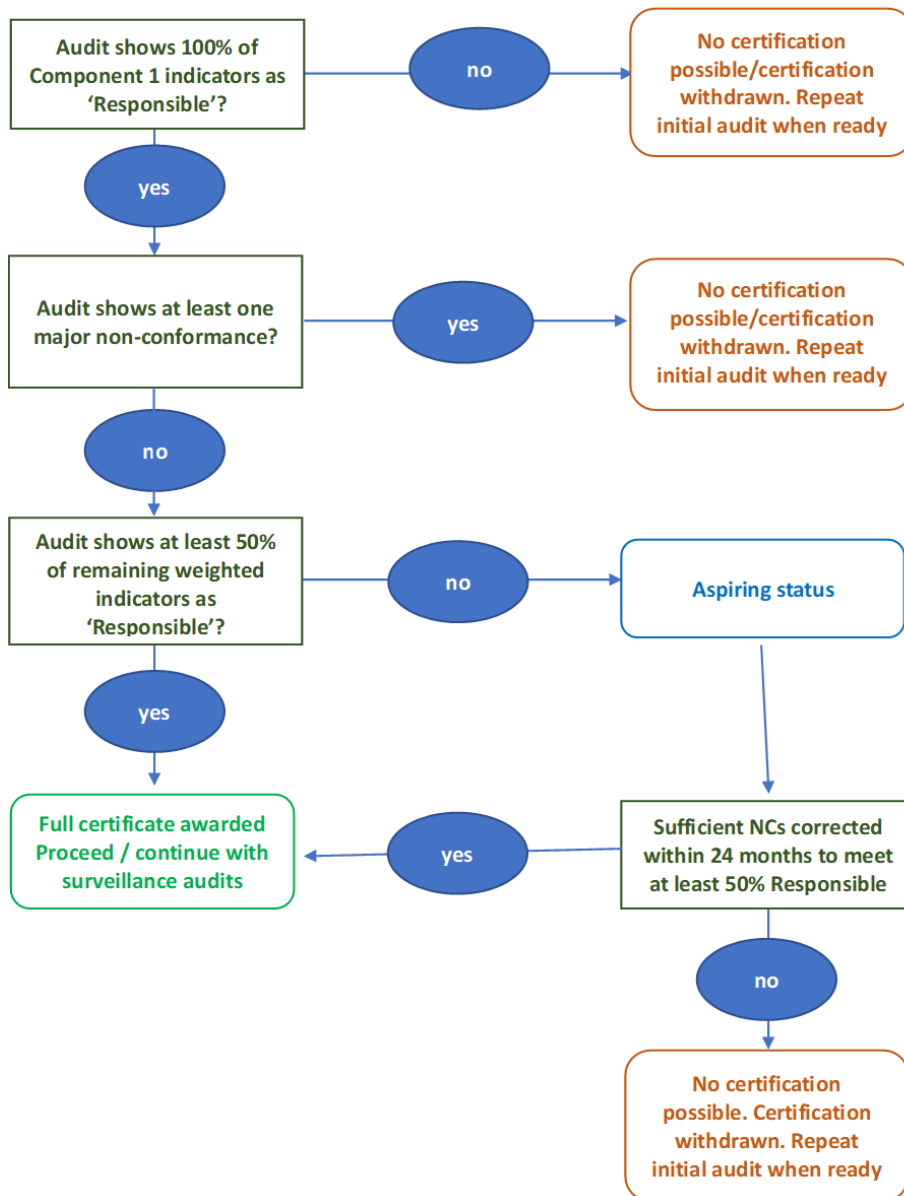 Audit shows 100% of
Component 1 indicators as
‘Responsible’?
no
No certification
possible/certification
withdrawn. Repeat
initial audit when ready
yes
Audit shows at least one
major non-conformance?
yes
No certification
possible/certification
withdrawn. Repeat
initial audit when ready
no
Audit shows at least 50%
of remaining weighted
indicators as
‘Responsible’?
no
Aspiring status
yes
Full certificate awarded
Proceed / continue with
surveillance audits
yes
Sufficient NCs corrected
within 24 months to meet
at least 50% Responsible
no
No certification
possible. Certification
withdrawn. Repeat
initial audit when ready